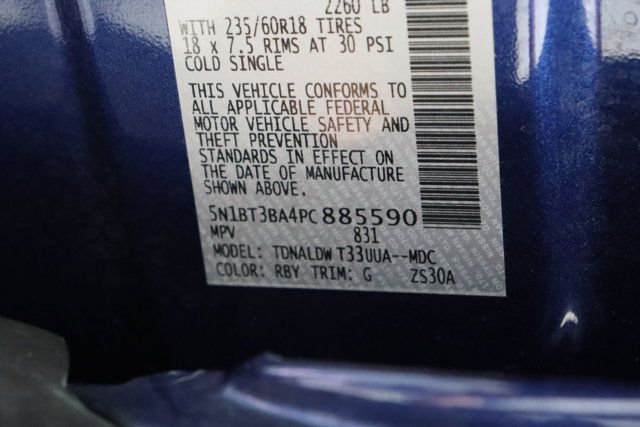 2260 LB
WITH 235/60R18 TIRES
18 x 7.5 RIMS AT 30 PSI
COLD SINGLE
THIS VEHICLE CONFORMS TO
ALL APPLICABLE FEDERAL
MOTOR VEHICLE SAFETY AND
THEFT PREVENTION
STANDARDS IN EFFECT ON
THE DATE OF MANUFACTURE
SHOWN ABOVE.
5N1BT3BA4PC 885590
MPV 831
MODEL: TDNALDW T33UUA--MDC
COLOR: RBY TRIM: G ZS30A